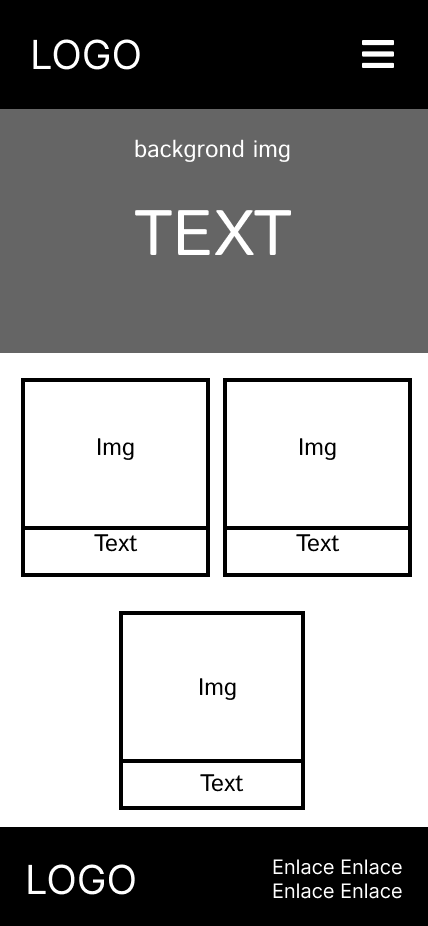 LOGO
backgrond img
TEXT
Img
Img
Text
Text
Img
Text
LOGO
Enlace Enlace
Enlace Enlace